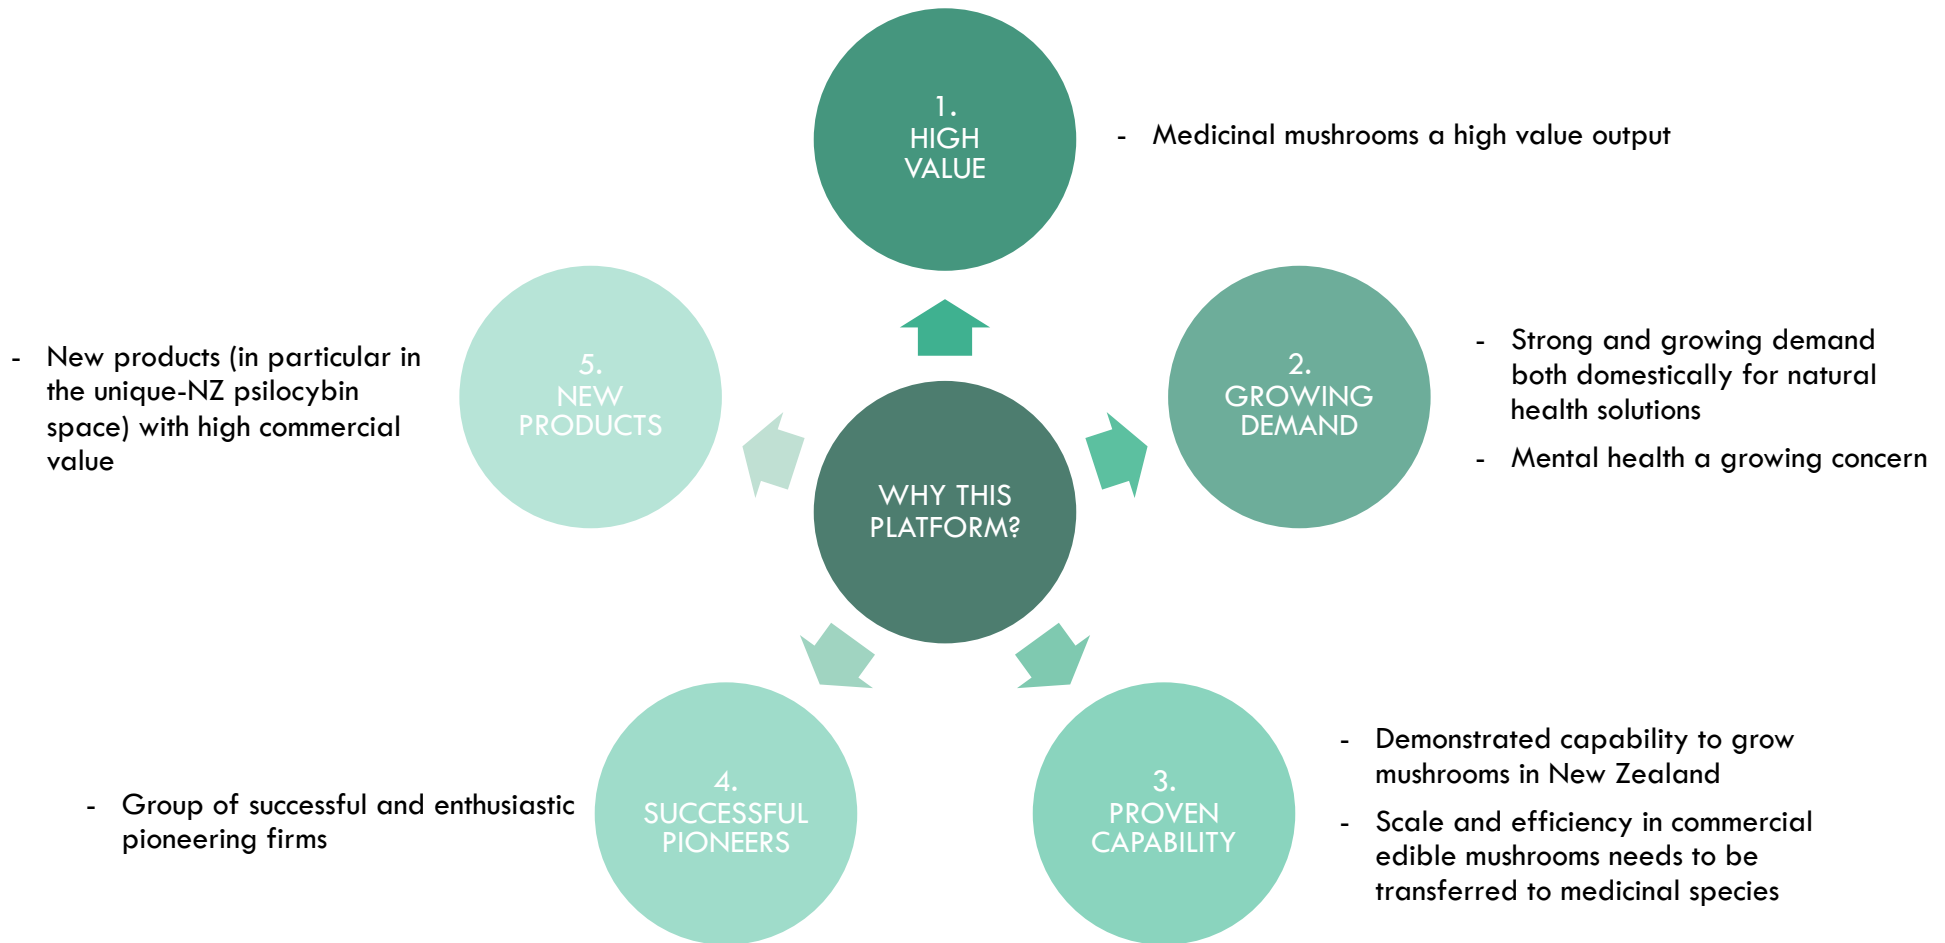 1.
HIGH
VALUE
- Medicinal mushrooms a high value output
2.
GROWING
DEMAND
- Strong and growing demand
both domestically for natural
health solutions
- Mental health a growing concern
5.
NEW
PRODUCTS
- New products (in particular in
the unique-NZ psilocybin
space) with high commercial
value
WHY THIS
PLATFORM?
3.
PROVEN
CAPABILITY
- Demonstrated capability to grow
mushrooms in New Zealand
- Scale and efficiency in commercial
edible mushrooms needs to be
transferred to medicinal species
4.
SUCCESSFUL
PIONEERS
- Group of successful and enthusiastic
pioneering firms